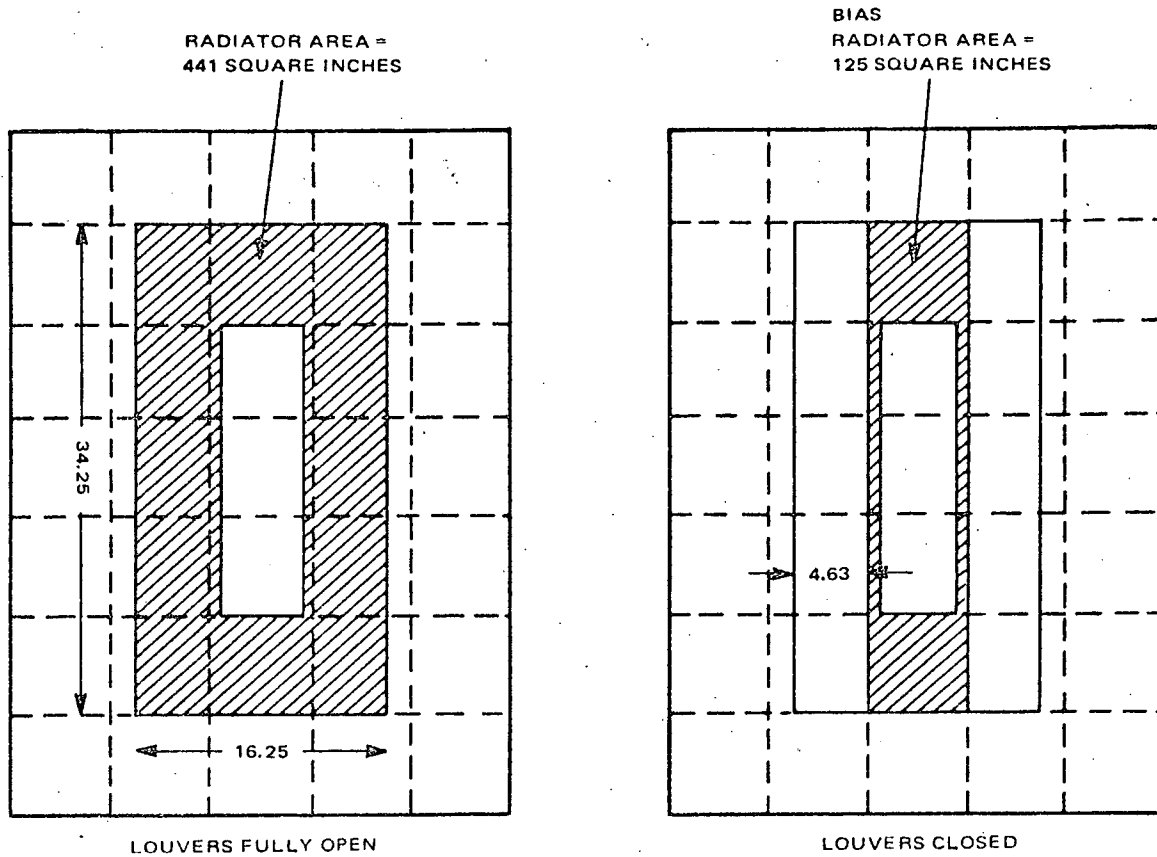 RADIATOR AREA =
441 SQUARE INCHES
BIAS
RADIATOR AREA =
125 SQUARE INCHES
34.25
16.25
4.63
LOUVERS FULLY OPEN
LOUVERS CLOSED